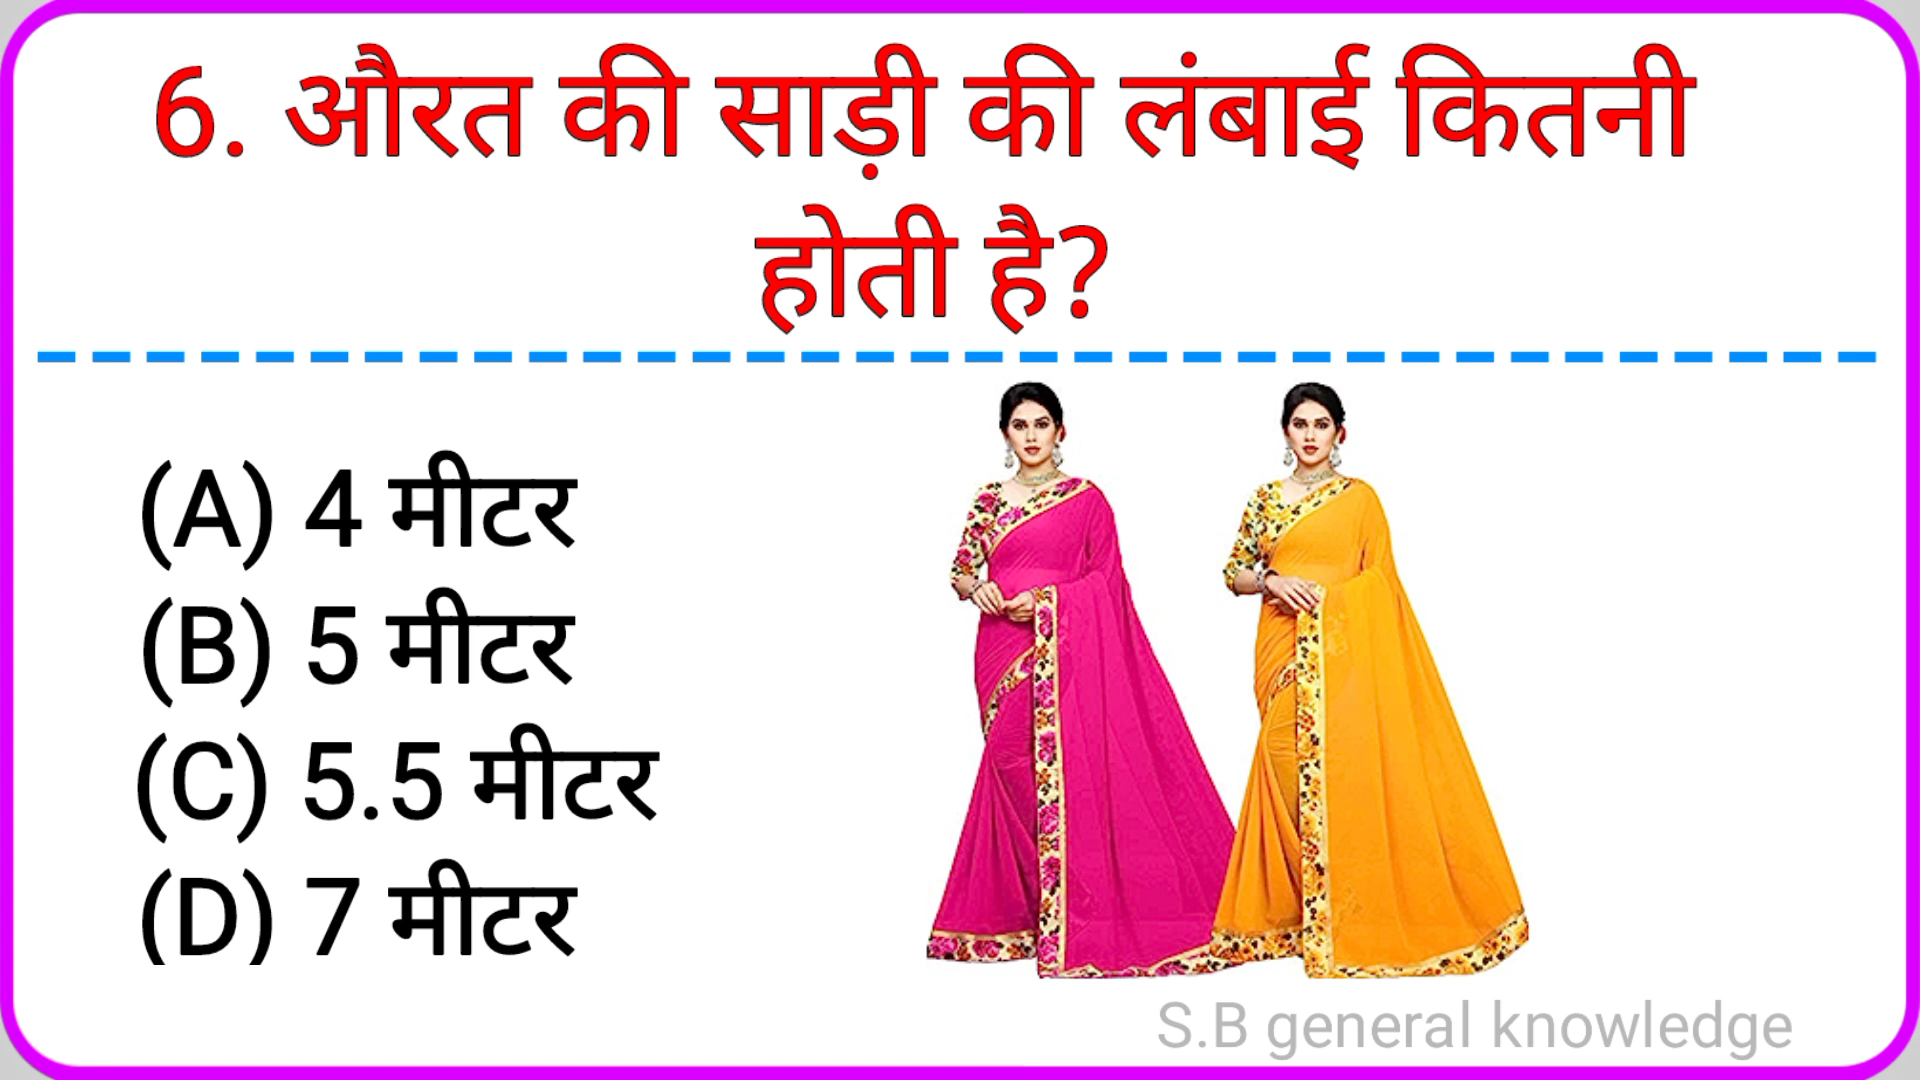 6. औरत की साड़ी की लंबाई कितनी
होती है?
(A) 4 मीटर
(B) 5 मीटर
(C) 5.5 मीटर
(D) 7 मीटर
S.B general knowledge